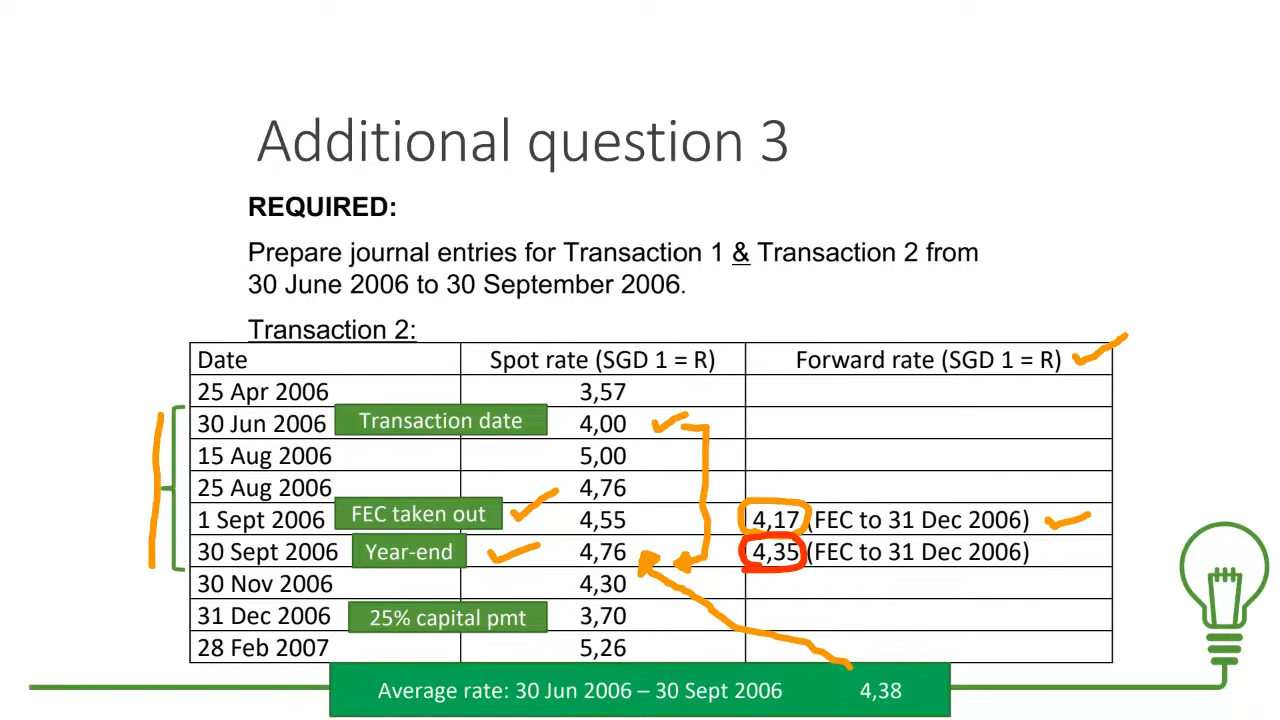 Additional question 3
REQUIRED:
Prepare journal entries for Transaction 1 & Transaction 2 from
30 June 2006 to 30 September 2006.
Transaction 2:
Date Spot rate (SGD 1 = R) Forward rate (SGD 1 = R)
25 Apr 2006 3,57
30 Jun 2006 Transaction date 4,00
15 Aug 2006 5,00
25 Aug 2006 4,76
1 Sept 2006 FEC taken out 4,55 4,17 (FEC to 31 Dec 2006)
30 Sept 2006 Year-end 4,76 4,35 (FEC to 31 Dec 2006)
30 Nov 2006 4,30
31 Dec 2006 25% capital pmt 3,70
28 Feb 2007 5,26
Average rate: 30 Jun 2006 – 30 Sept 2006 4,38